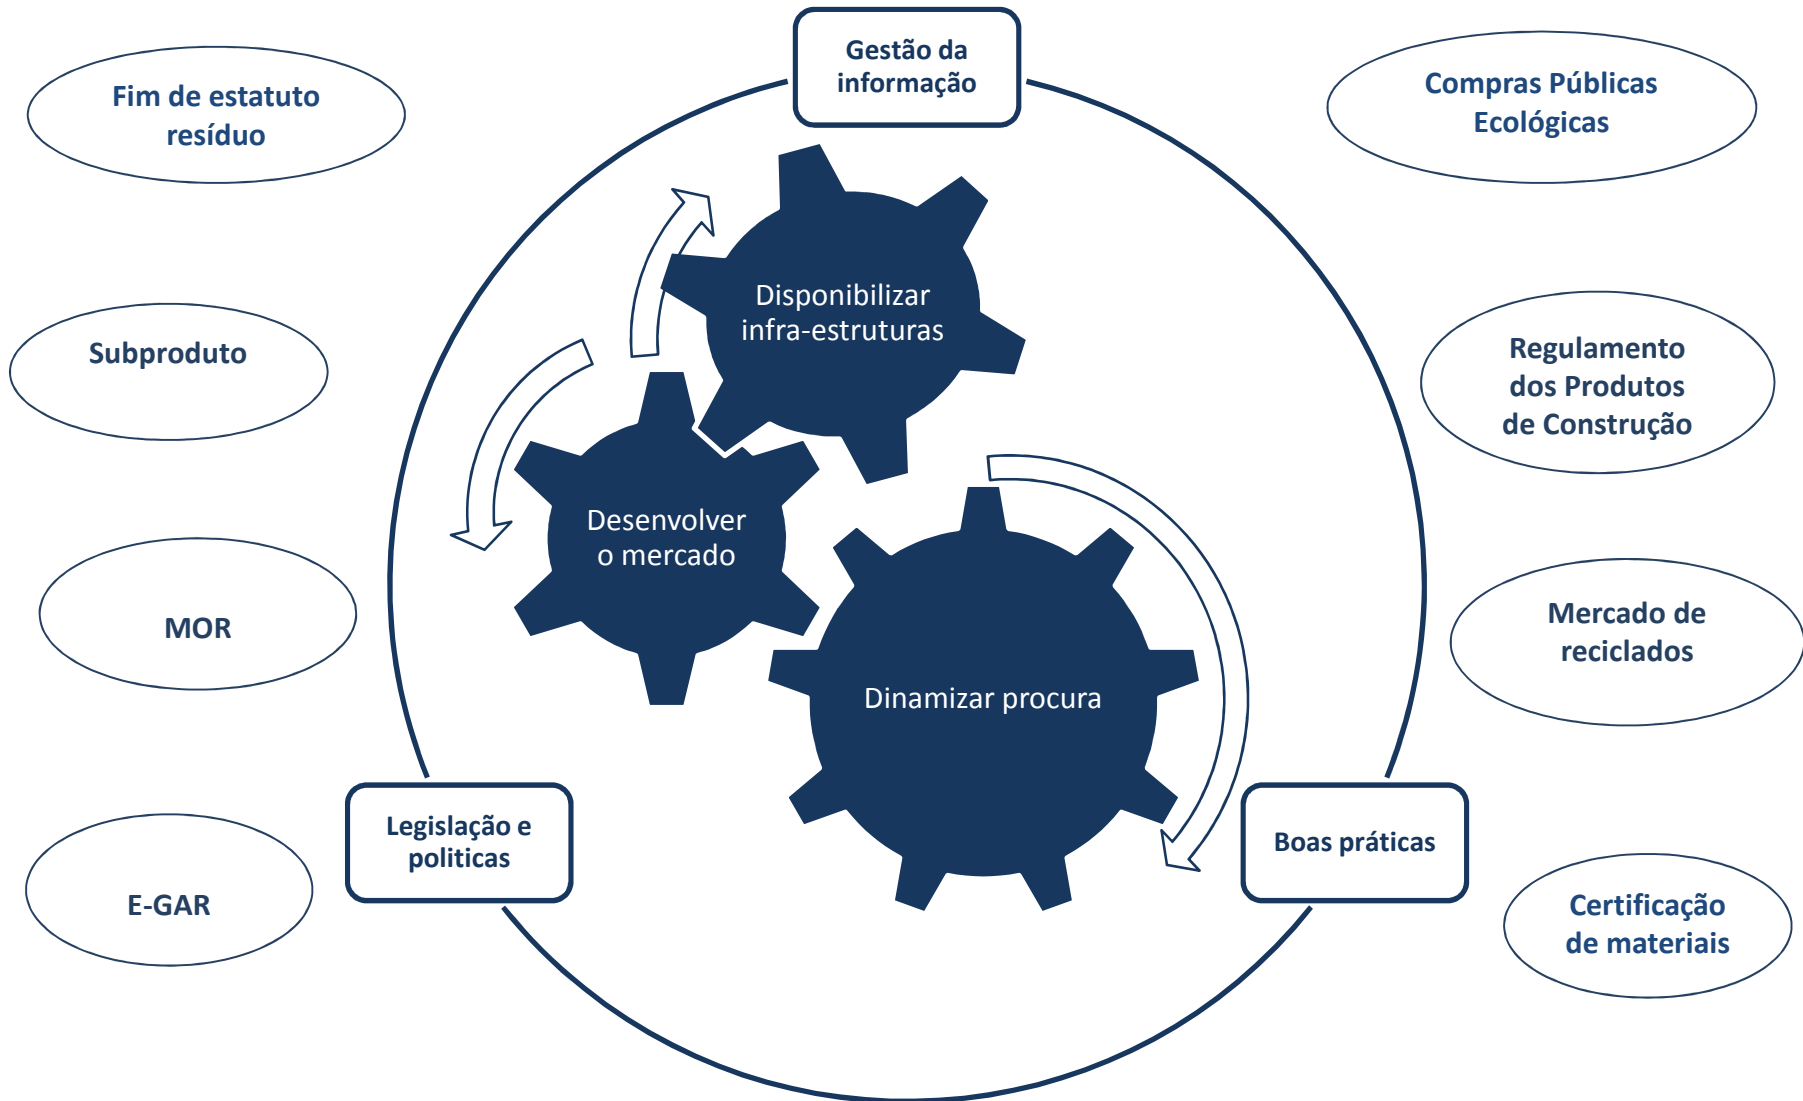 Gestão da
informação
Fim de estatuto
resíduo
Compras Públicas
Ecológicas
Disponibilizar
infra-estruturas
Subproduto
Regulamento
dos Produtos
de Construção
Desenvolver
o mercado
MOR
Mercado de
reciclados
Dinamizar procura
Legislação e
politicas
Boas práticas
E-GAR
Certificação
de materiais